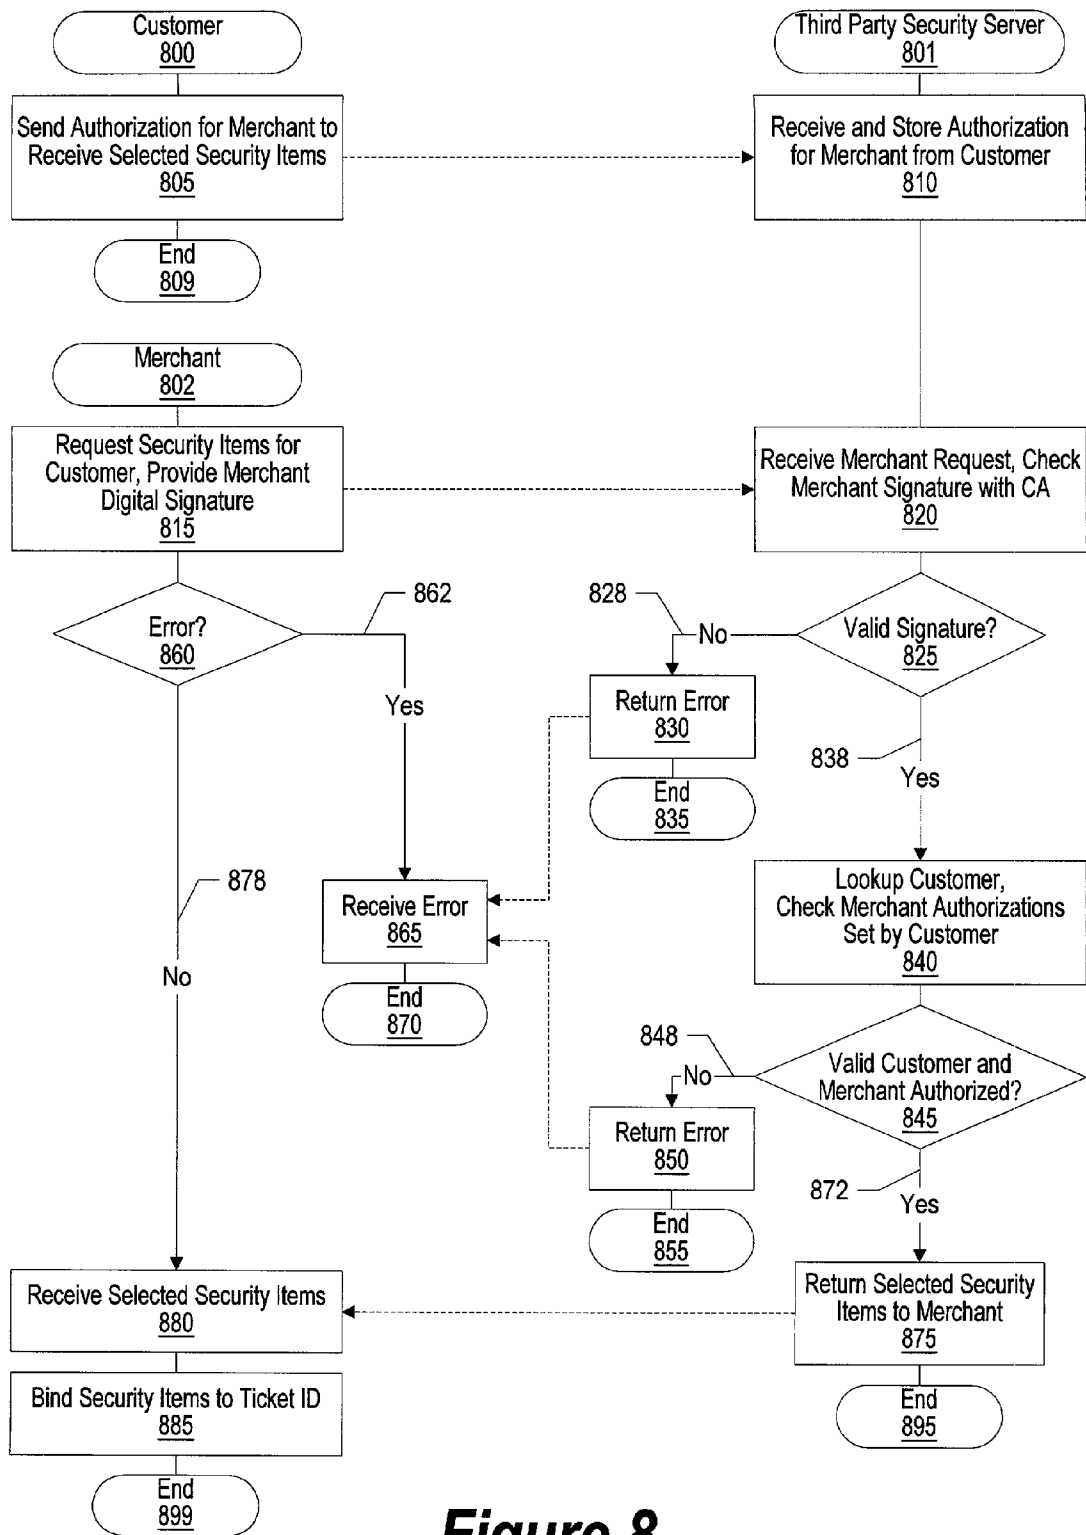 Customer
800
Third Party Security Server
801
Send Authorization for Merchant to
Receive Selected Security Items
805
Receive and Store Authorization
for Merchant from Customer
810
End
809
Merchant
802
Request Security Items for
Customer, Provide Merchant
Digital Signature
815
Receive Merchant Request, Check
Merchant Signature with CA
820
Error?
860
862
Yes
828
No
Valid Signature?
825
Return Error
830
838
Yes
End
835
878
No
Receive Error
865
Lookup Customer,
Check Merchant Authorizations
Set by Customer
840
End
870
848
No
Valid Customer and
Merchant Authorized?
845
Return Error
850
872
Yes
End
855
Receive Selected Security Items
880
Return Selected Security
Items to Merchant
875
Bind Security Items to Ticket ID
885
End
895
End
899
Figure 8